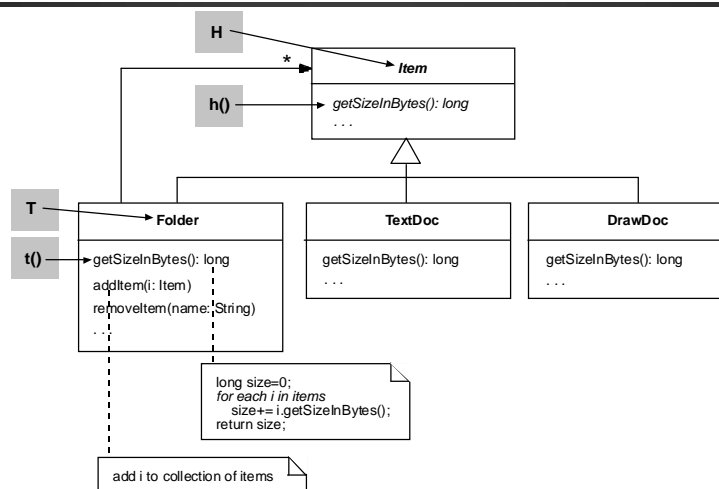 H
*
Item
h()
getSizeInBytes(): long
. . .
T
Folder
TextDoc
DrawDoc
t()
getSizeInBytes(): long
addItem(i: Item)
removeItem(name: String)
. . .
getSizeInBytes(): long
. . .
getSizeInBytes(): long
. . .
long size=0;
for each i in items
size+= i.getSizeInBytes();
return size;
add i to collection of items